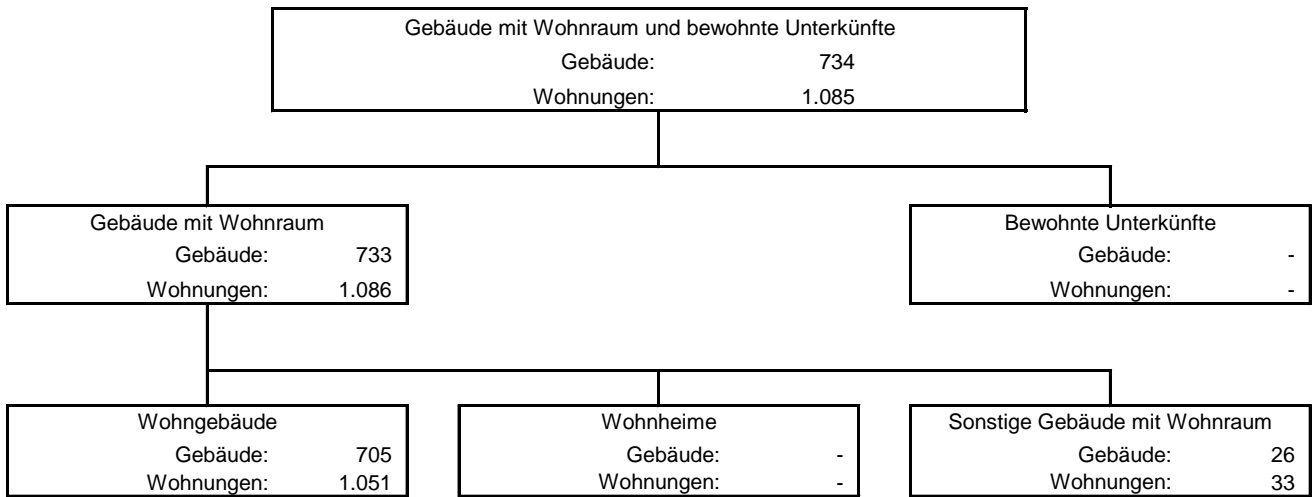 Gebäude mit Wohnraum und bewohnte Unterkünfte
Gebäude: 734
Wohnungen: 1.085
Gebäude mit Wohnraum
Gebäude: 733
Wohnungen: 1.086
Bewohnte Unterkünfte
Gebäude: -
Wohnungen: -
Wohngebäude
Gebäude: 705
Wohnungen: 1.051
Wohnheime
Gebäude: -
Wohnungen: -
Sonstige Gebäude mit Wohnraum
Gebäude: 26
Wohnungen: 33